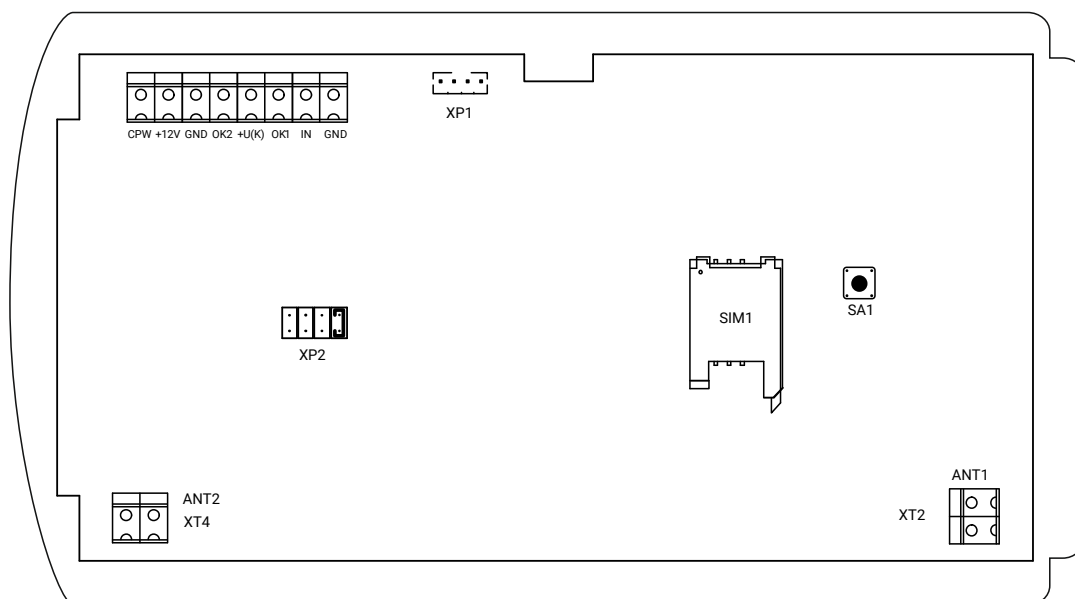 XP1
CPW +12V GND OK2 +U(K) OK1 IN GND
SIM1
SA1
XP2
ANT1
ANT2
XT2
XT4